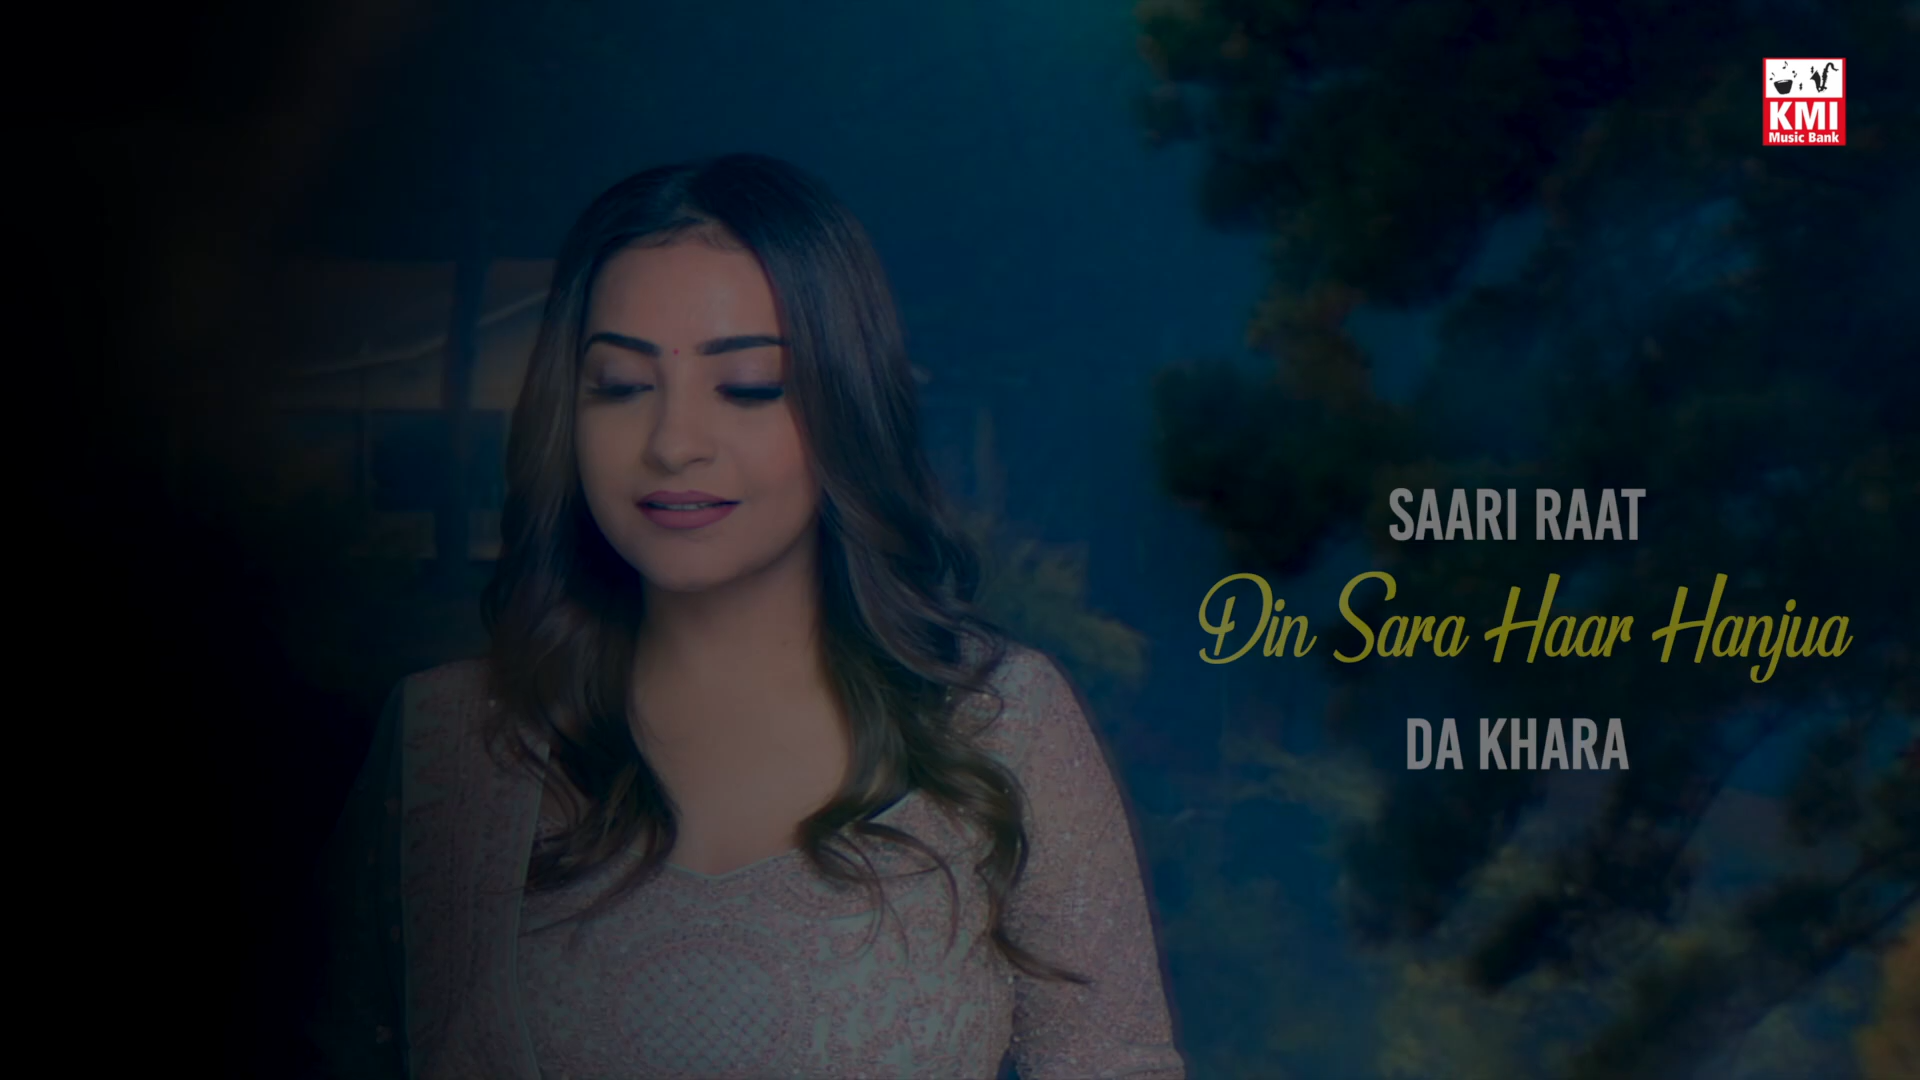 KMI
Music Bank
SAARI RAAT
Din Sara Haar Hanjua
DA KHARA